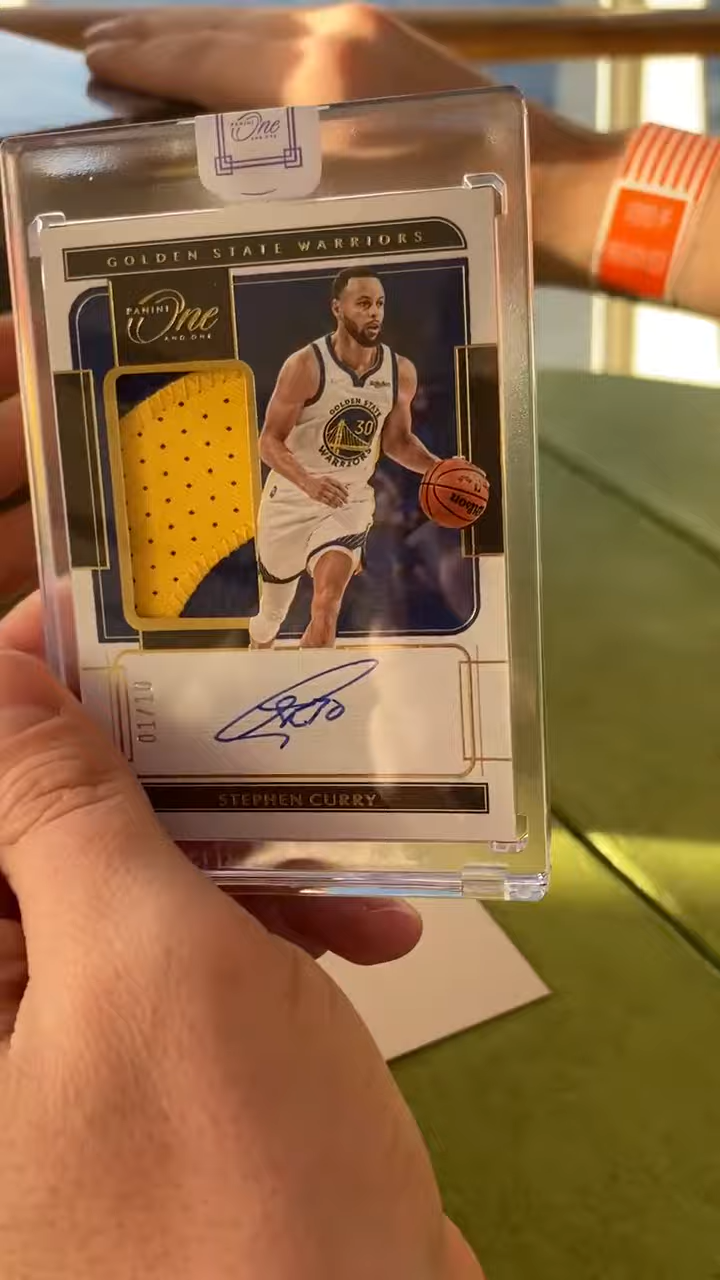 PANINI One
AND ONE
GOLDEN STATE WARRIORS
PANINI One
AND ONE
GOLDEN STATE
30
WARRIORS
Wilson
01/10
STEPHEN CURRY